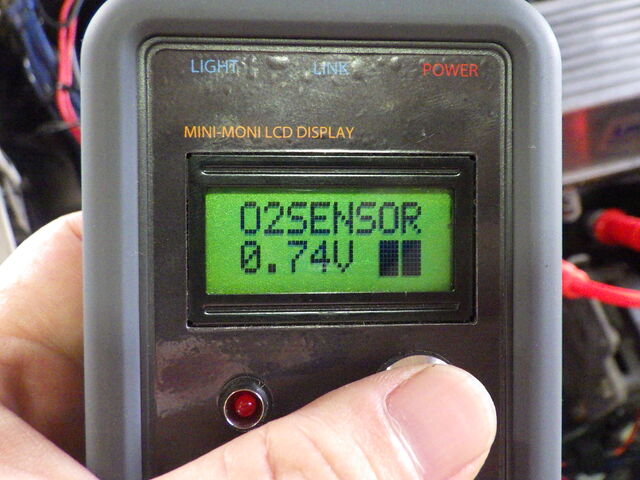 LIGHT LINK POWER
MINI-MONI LCD DISPLAY
O2SENSOR
0.74V